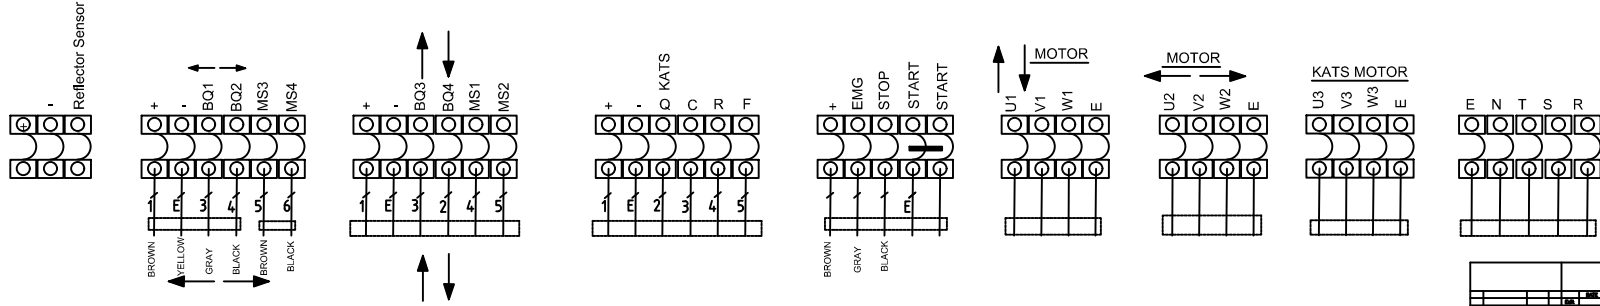 + - Reflector Sensor
+ - BQ1 BQ2 MS3 MS4
1 E 3 4 5 6
BROWN YELLOW GRAY BLACK BROWN BLACK
+ - BQ3 BQ4 MS1 MS2
1 E 3 2 4 5
+ - Q KATS C R F
1 E 2 3 4 5
+ EMG STOP START START
E
BROWN GRAY BLACK
MOTOR
U1 V1 W1 E
MOTOR
U2 V2 W2 E
KATS MOTOR
U3 V3 W3 E
E N T S R